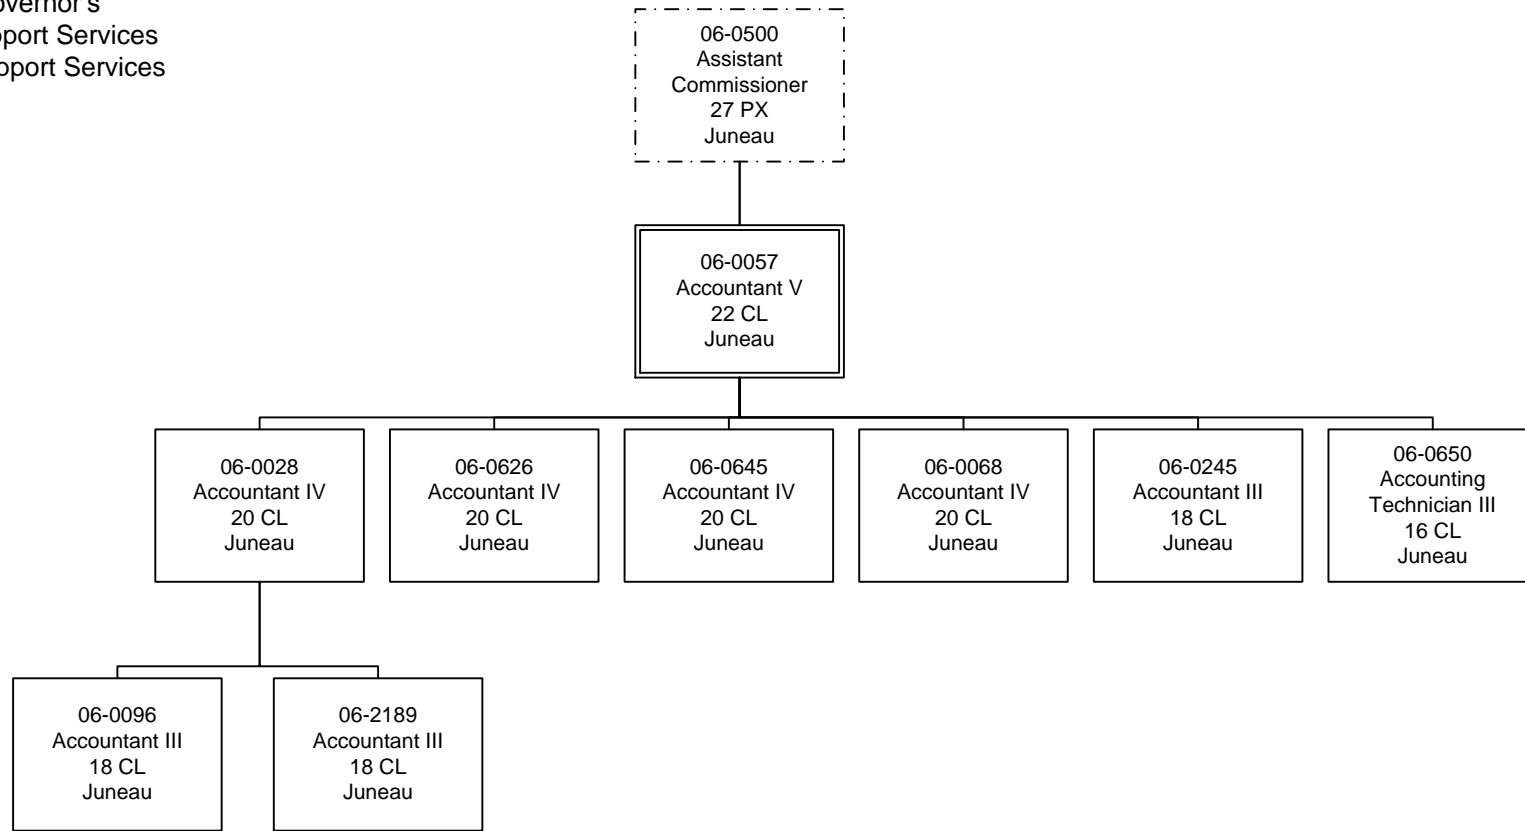 Support Services
06-0500
Assistant
Commissioner
27 PX
Juneau
06-0057
Accountant V
22 CL
Juneau
06-0028
Accountant IV
20 CL
Juneau
06-0626
Accountant IV
20 CL
Juneau
06-0645
Accountant IV
20 CL
Juneau
06-0068
Accountant IV
20 CL
Juneau
06-0245
Accountant III
18 CL
Juneau
06-0650
Accounting
Technician III
16 CL
Juneau
06-0096
Accountant III
18 CL
Juneau
06-2189
Accountant III
18 CL
Juneau